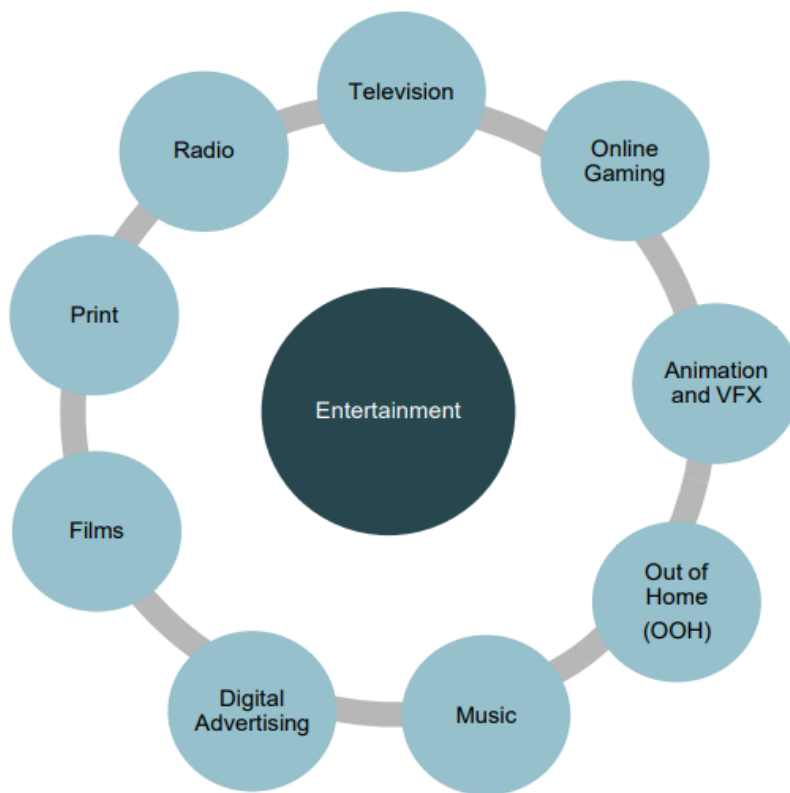 Television
Online
Gaming
Animation
and VFX
Out of
Home
(OOH)
Music
Digital
Advertising
Films
Print
Radio
Entertainment